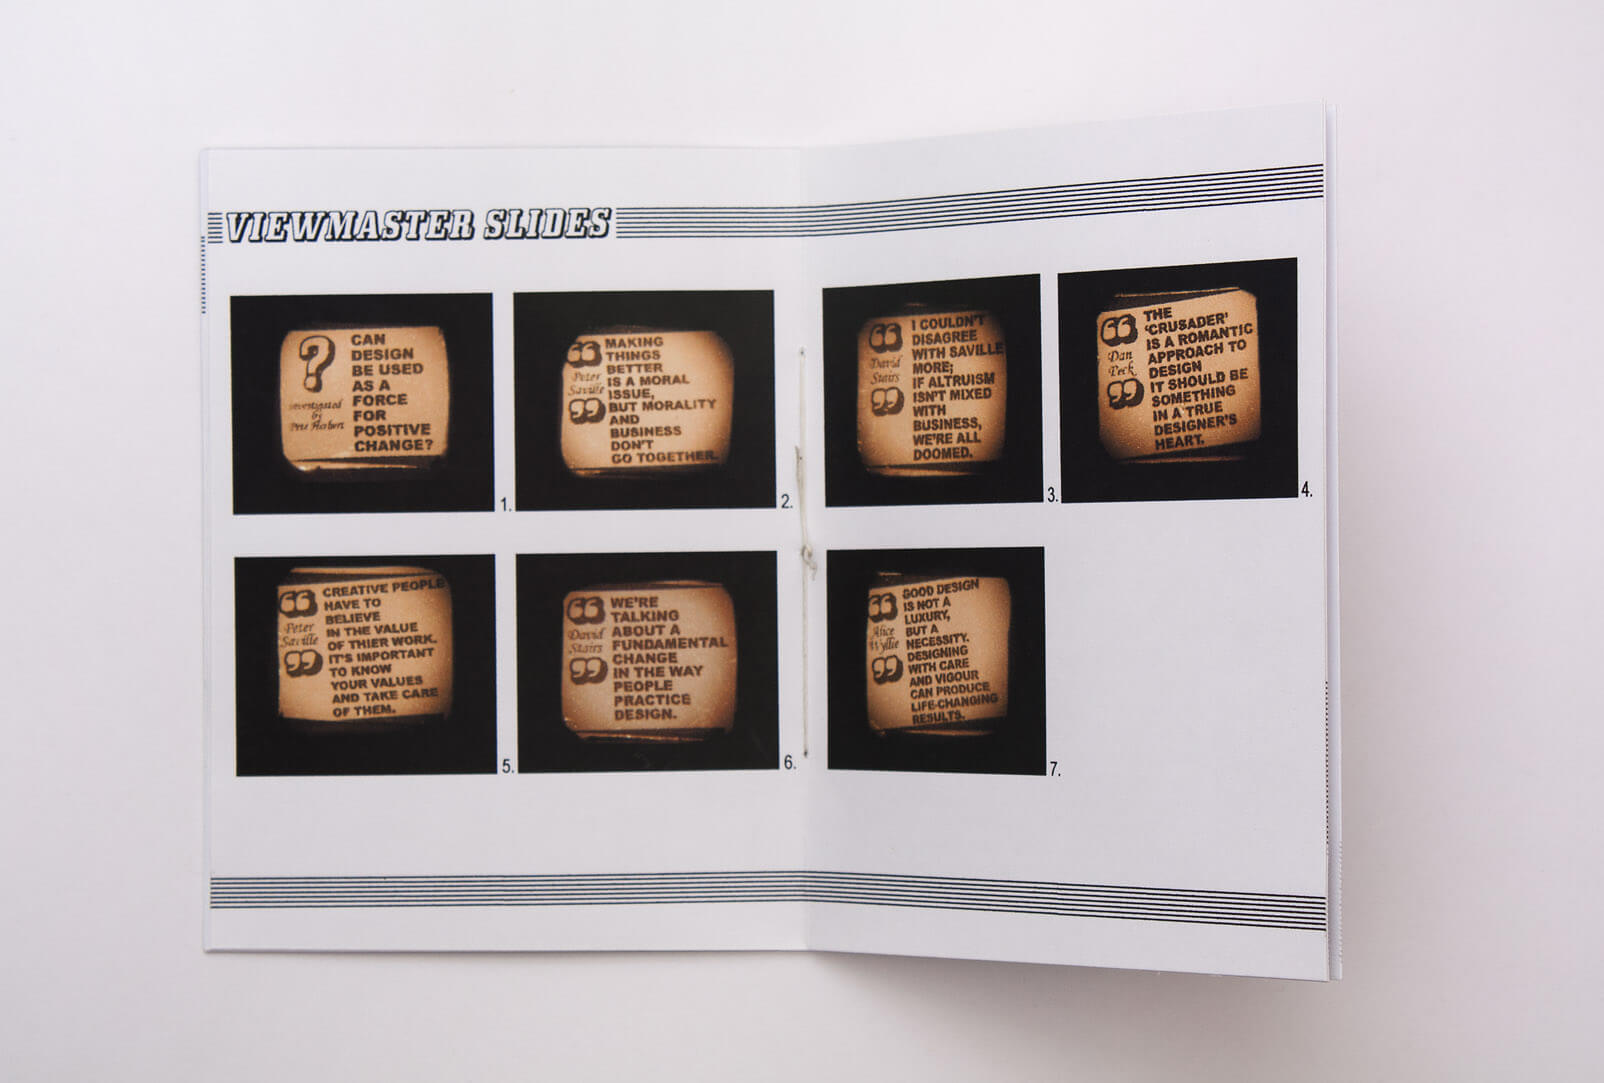 VIEWMASTER SLIDES
?
investigated
by
Pete Herbert
CAN
DESIGN
BE USED
AS A
FORCE
FOR
POSITIVE
CHANGE?
1.
“
Peter
Saville
”
MAKING
THINGS
BETTER
IS A MORAL
ISSUE,
BUT MORALITY
AND
BUSINESS
DON'T
GO TOGETHER.
2.
“
David
Stairs
”
I COULDN'T
DISAGREE
WITH SAVILLE
MORE;
IF ALTRUISM
ISN'T MIXED
WITH
BUSINESS,
WE'RE ALL
DOOMED.
3.
“
Dan
Peck
”
THE
'CRUSADER'
IS A ROMANTIC
APPROACH TO
DESIGN
IT SHOULD BE
SOMETHING
IN A TRUE
DESIGNER'S
HEART.
4.
“
Peter
Saville
”
CREATIVE PEOPLE
HAVE TO
BELIEVE
IN THE VALUE
OF THIER WORK.
IT'S IMPORTANT
TO KNOW
YOUR VALUES
AND TAKE CARE
OF THEM.
5.
“
David
Stairs
”
WE'RE
TALKING
ABOUT A
FUNDAMENTAL
CHANGE
IN THE WAY
PEOPLE
PRACTICE
DESIGN.
6.
“
Alice
Wyllie
”
GOOD DESIGN
IS NOT A
LUXURY,
BUT A
NECESSITY.
DESIGNING
WITH CARE
AND VIGOUR
CAN PRODUCE
LIFE-CHANGING
RESULTS.
7.